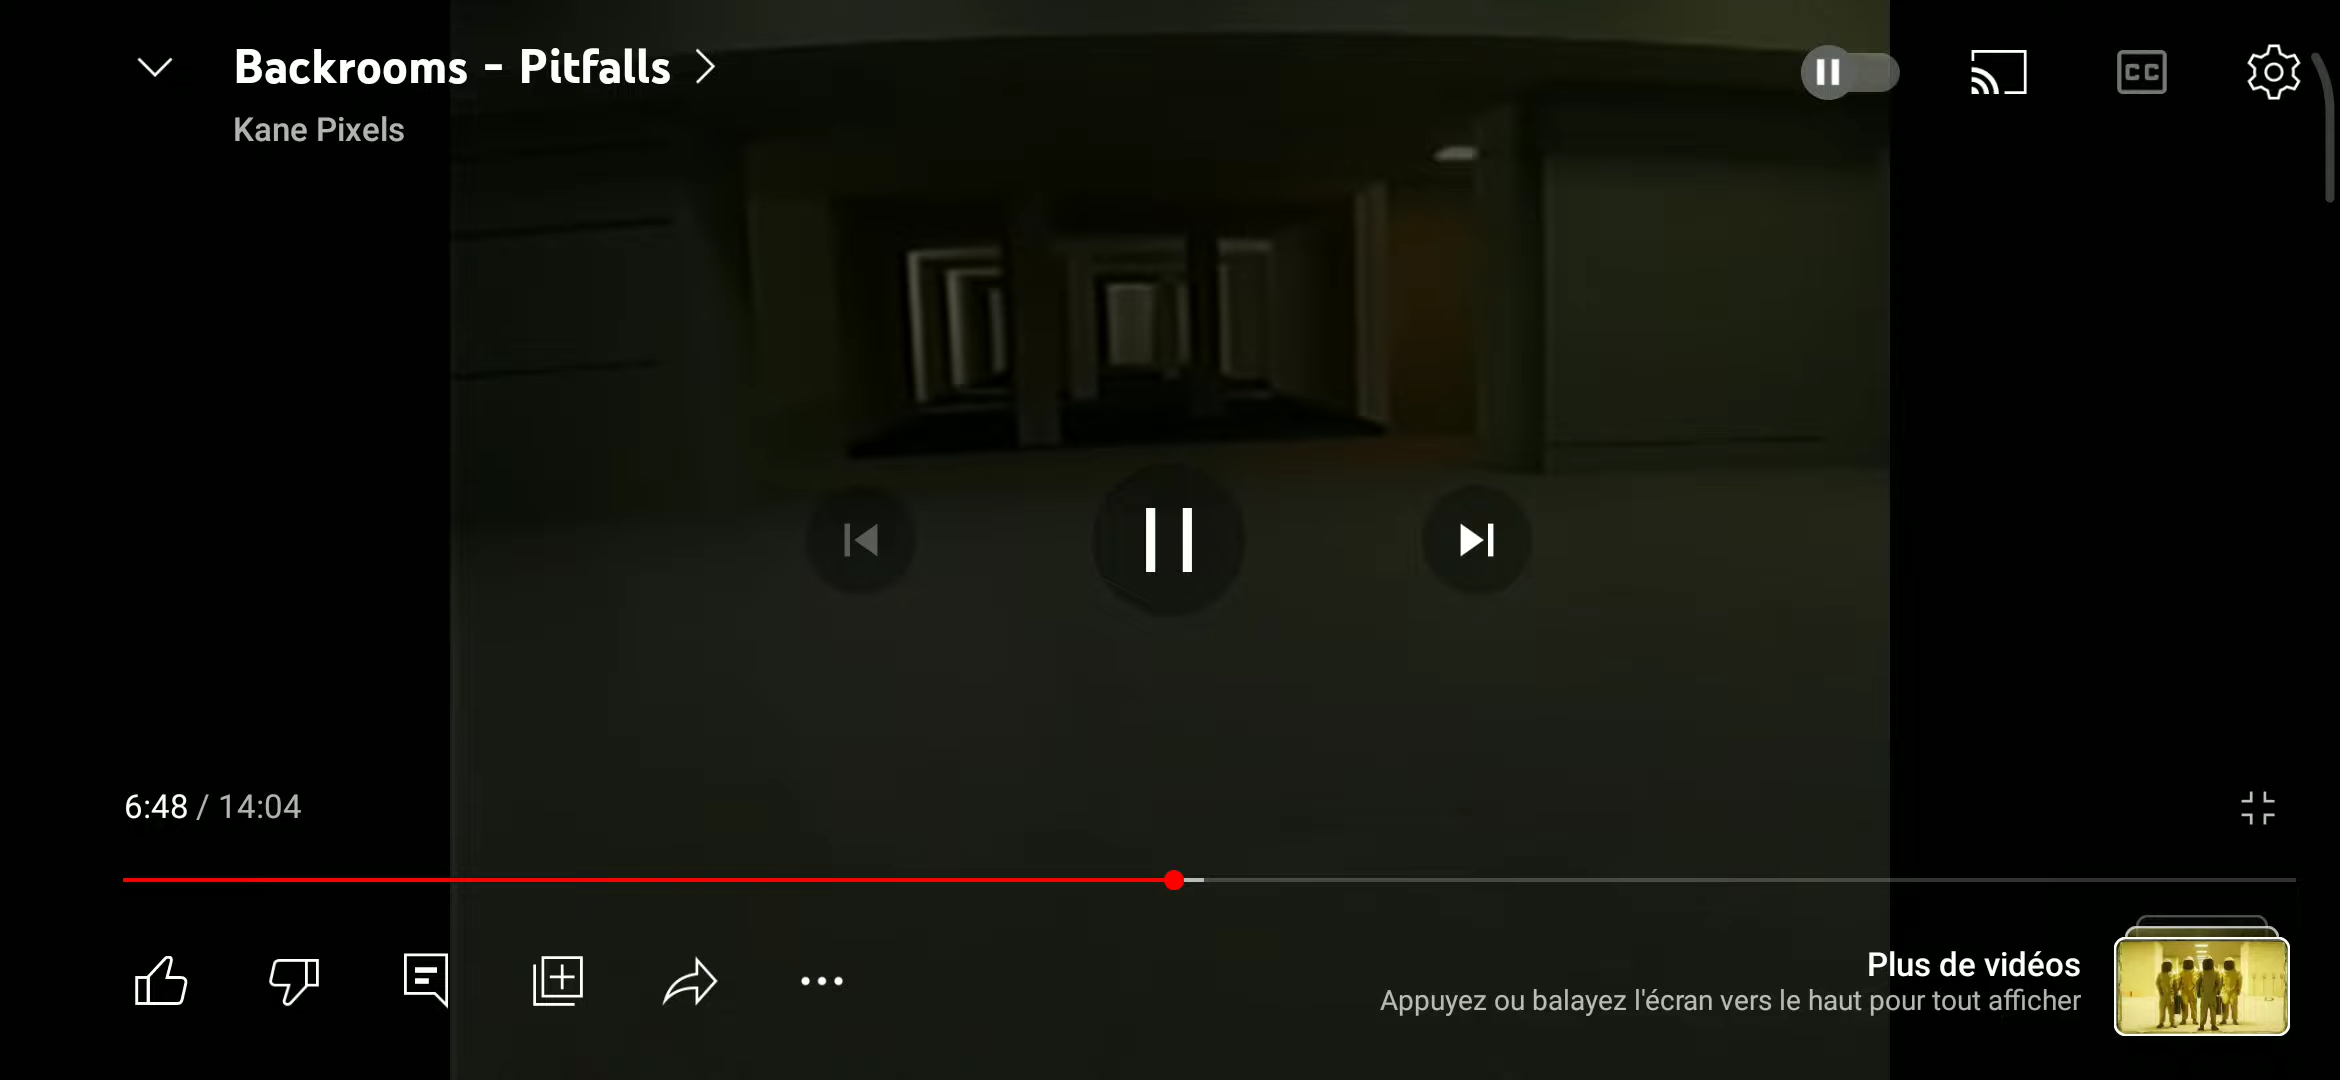 Backrooms - Pitfalls
Kane Pixels
CC
6:48 / 14:04
Plus de vidéos
Appuyez ou balayez l'écran vers le haut pour tout afficher